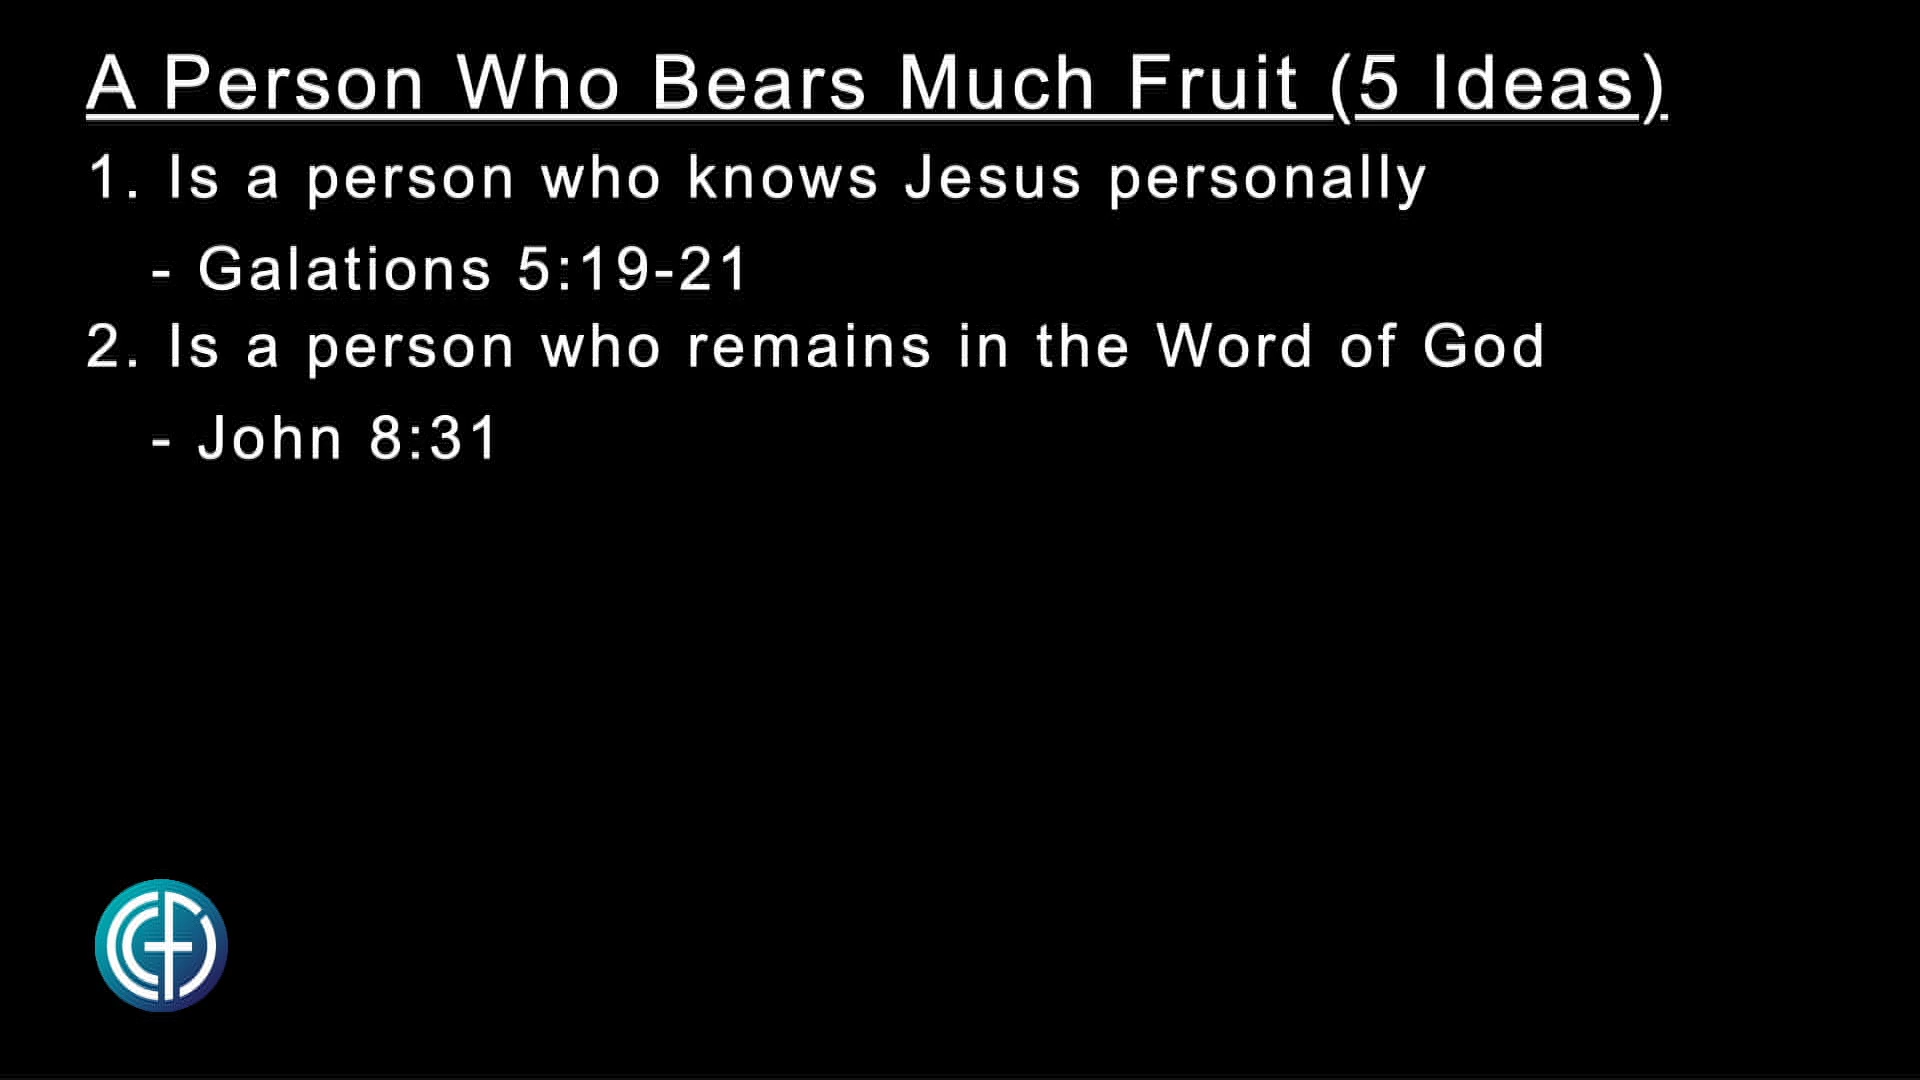 A Person Who Bears Much Fruit (5 Ideas)
1. Is a person who knows Jesus personally
- Galations 5:19-21
2. Is a person who remains in the Word of God
- John 8:31